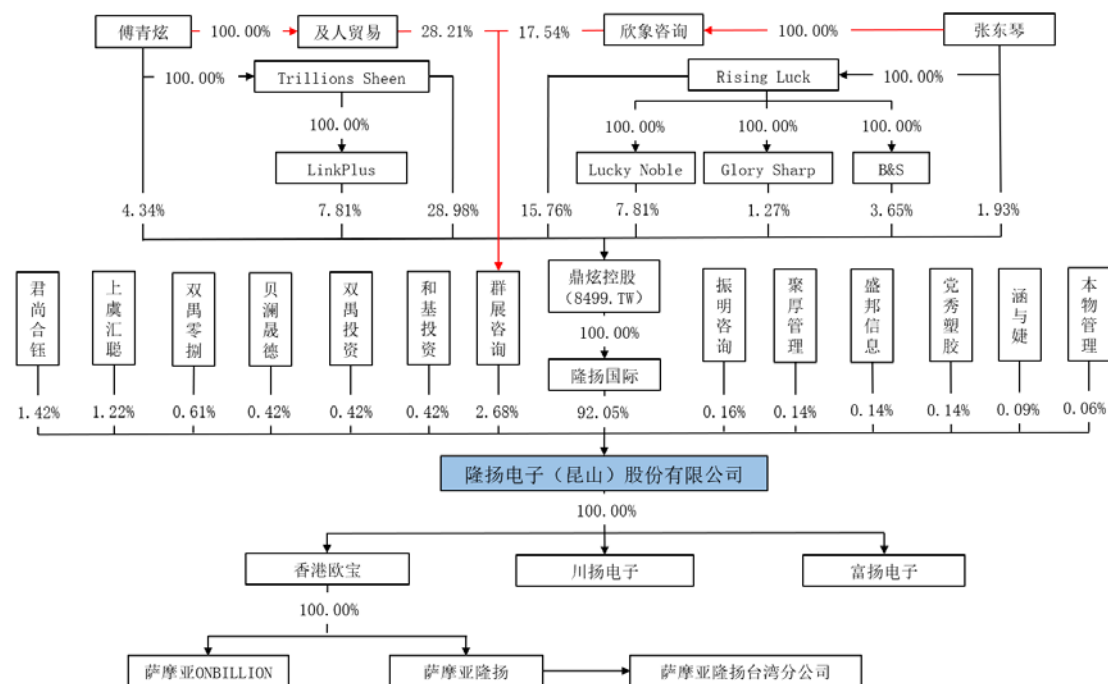 傅青炫 100.00% 及人贸易 28.21% 17.54% 欣象咨询 100.00% 张东琴
100.00% Trillions Sheen Rising Luck 100.00%
100.00% 100.00% 100.00% 100.00%
LinkPlus Lucky Noble Glory Sharp B&S
4.34% 7.81% 28.98% 15.76% 7.81% 1.27% 3.65% 1.93%
君尚合钰
上虞汇聪
双禺零捌
贝澜晟德
双禺投资
和基投资
群展咨询
鼎炫控股
(8499.TW)
100.00%
隆扬国际
振明咨询
聚厚管理
盛邦信息
党秀塑胶
涵与婕
本物管理
1.42% 1.22% 0.61% 0.42% 0.42% 0.42% 2.68% 92.05% 0.16% 0.14% 0.14% 0.14% 0.09% 0.06%
隆扬电子（昆山）股份有限公司
100.00%
香港欧宝 川扬电子 富扬电子
100.00%
萨摩亚ONBILLION 萨摩亚隆扬 萨摩亚隆扬台湾分公司